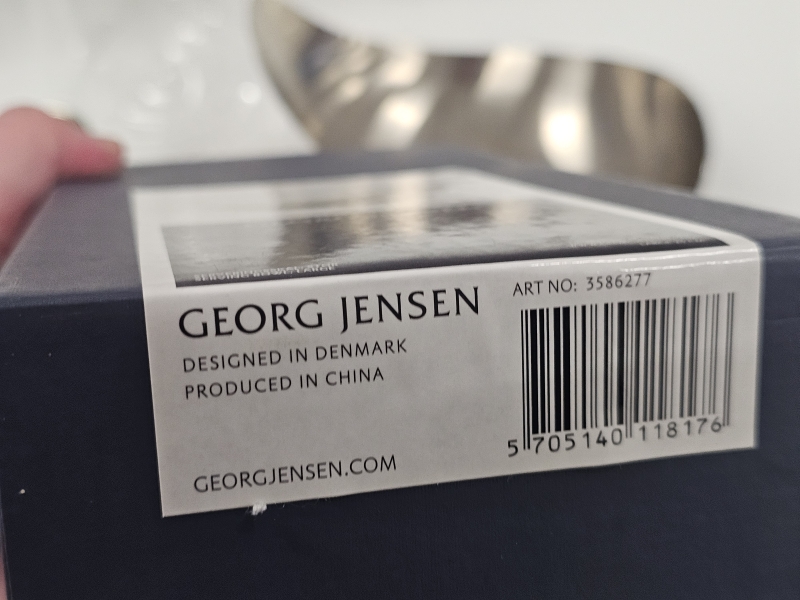 GEORG JENSEN
DESIGNED IN DENMARK
PRODUCED IN CHINA
GEORGJENSEN.COM
ART NO: 3586277
5 705140 118176